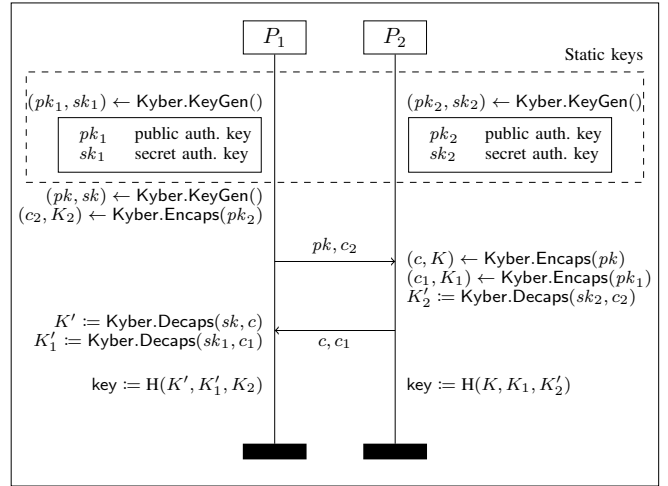 P₁ P₂
Static keys
(pk₁, sk₁) ← Kyber.KeyGen() (pk₂, sk₂) ← Kyber.KeyGen()
pk₁ public auth. key pk₂ public auth. key
sk₁ secret auth. key sk₂ secret auth. key
(pk, sk) ← Kyber.KeyGen()
(c₂, K₂) ← Kyber.Encaps(pk₂)
pk, c₂
(c, K) ← Kyber.Encaps(pk)
(c₁, K₁) ← Kyber.Encaps(pk₁)
K′₂ := Kyber.Decaps(sk₂, c₂)
K′ := Kyber.Decaps(sk, c)
K′₁ := Kyber.Decaps(sk₁, c₁)
c, c₁
key := H(K′, K′₁, K₂) key := H(K, K₁, K′₂)